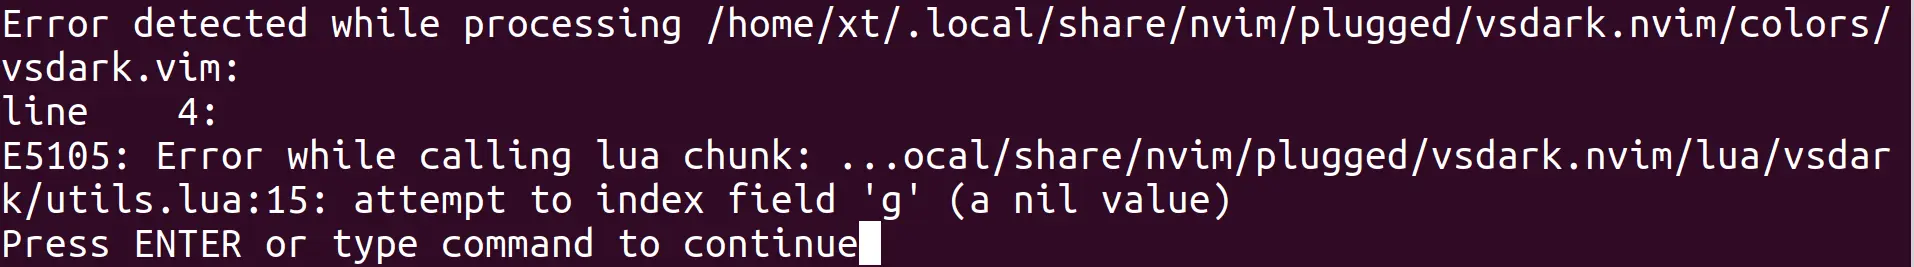 Error detected while processing /home/xt/.local/share/nvim/plugged/vsdark.nvim/colors/
vsdark.vim:
line    4:
E5105: Error while calling lua chunk: ...ocal/share/nvim/plugged/vsdark.nvim/lua/vsdar
k/utils.lua:15: attempt to index field 'g' (a nil value)
Press ENTER or type command to continue